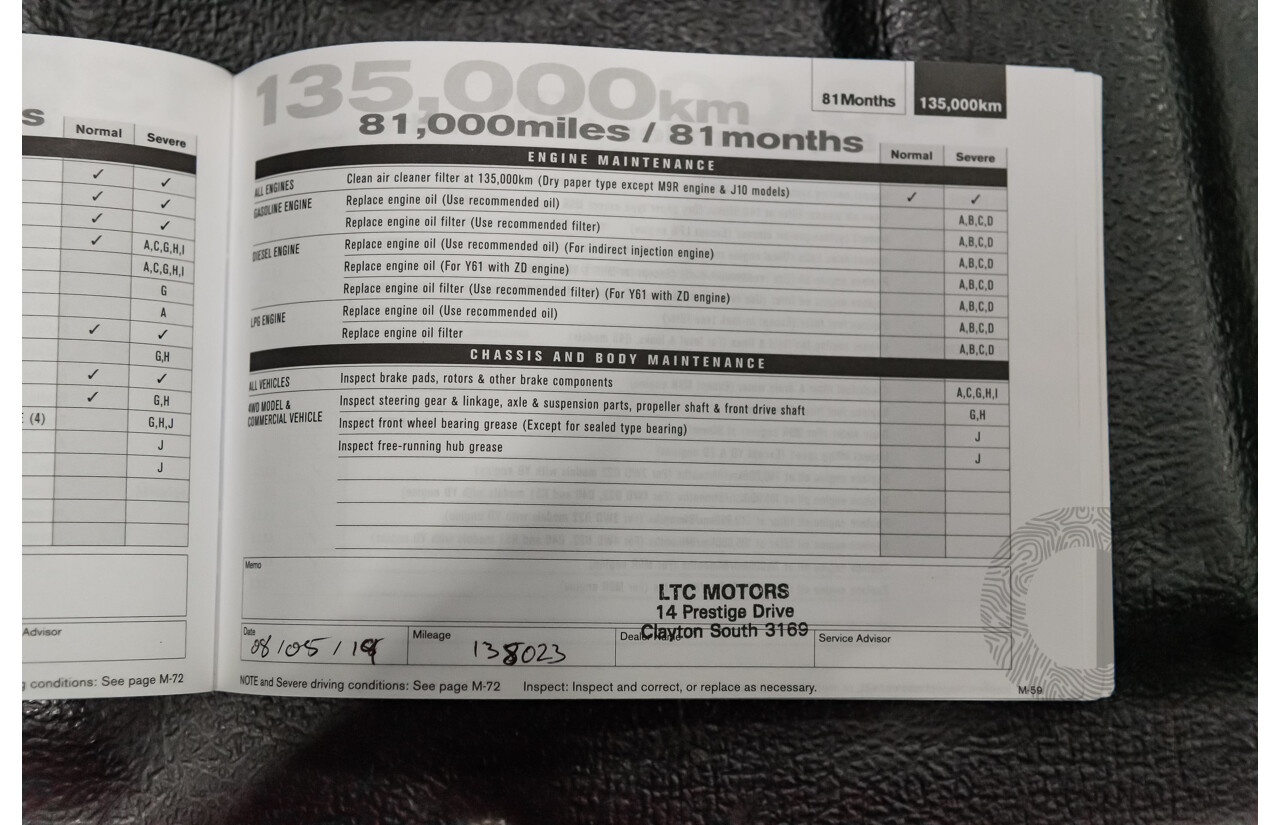 S
Normal Severe
✓ ✓
✓ ✓
✓ ✓
✓ A,C,G,H,I
A,C,G,H,I
G
A
✓ ✓
G,H
✓ ✓
✓ G,H
(4) G,H,J
J
J
Advisor
conditions: See page M-72
135,000km
81Months 135,000km
81,000miles / 81months
ENGINE MAINTENANCE Normal Severe
ALL ENGINES Clean air cleaner filter at 135,000km (Dry paper type except M9R engine & J10 models) ✓ ✓
GASOLINE ENGINE Replace engine oil (Use recommended oil) A,B,C,D
Replace engine oil filter (Use recommended filter) A,B,C,D
DIESEL ENGINE Replace engine oil (Use recommended oil) (For indirect injection engine) A,B,C,D
Replace engine oil (For Y61 with ZD engine) A,B,C,D
Replace engine oil filter (Use recommended filter) (For Y61 with ZD engine) A,B,C,D
LPG ENGINE Replace engine oil (Use recommended oil) A,B,C,D
Replace engine oil filter A,B,C,D
CHASSIS AND BODY MAINTENANCE
ALL VEHICLES Inspect brake pads, rotors & other brake components A,C,G,H,I
4WD MODEL & COMMERCIAL VEHICLE Inspect steering gear & linkage, axle & suspension parts, propeller shaft & front drive shaft G,H
Inspect front wheel bearing grease (Except for sealed type bearing) J
Inspect free-running hub grease J
Memo
LTC MOTORS
14 Prestige Drive
Clayton South 3169
Date 08/05/19 Mileage 138023 Dealer Name Service Advisor
NOTE and Severe driving conditions: See page M-72 Inspect: Inspect and correct, or replace as necessary.
M-59